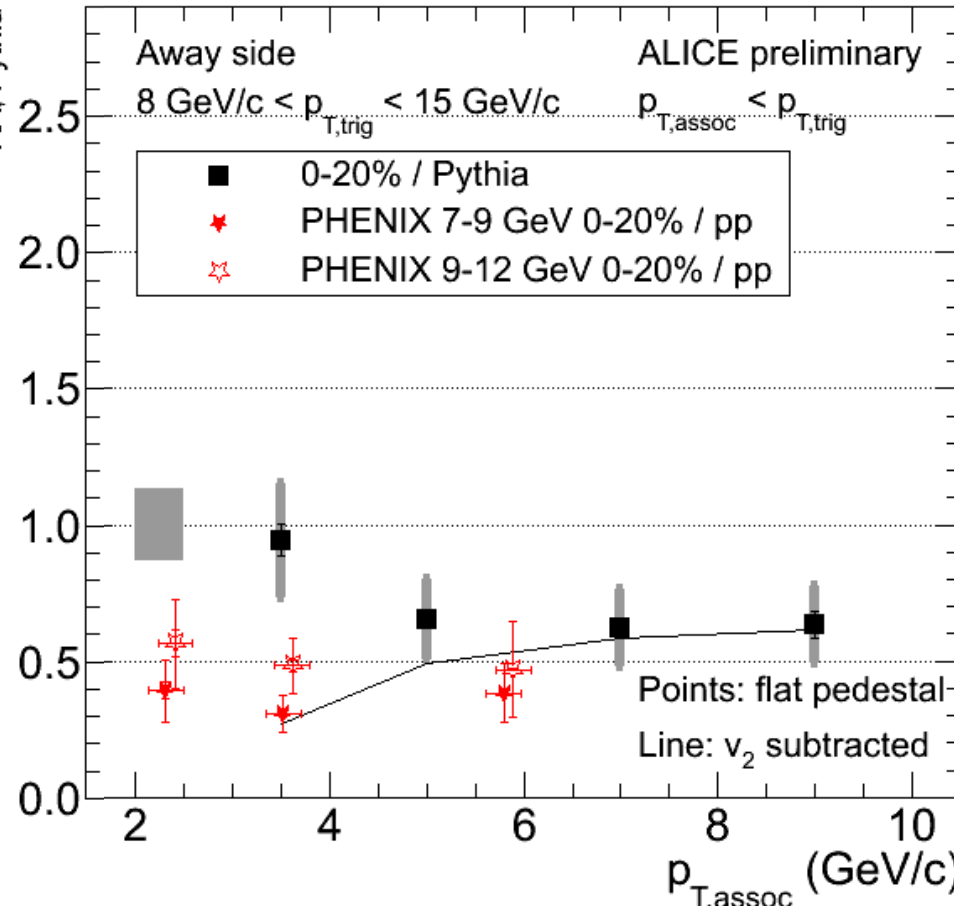 Away side
ALICE preliminary
8 GeV/c < p_T,trig < 15 GeV/c
p_T,assoc < p_T,trig
0-20% / Pythia
PHENIX 7-9 GeV 0-20% / pp
PHENIX 9-12 GeV 0-20% / pp
2.5
2.0
1.5
1.0
0.5
0.0
Points: flat pedestal
Line: v_2 subtracted
2
4
6
8
10
p_T,assoc (GeV/c)